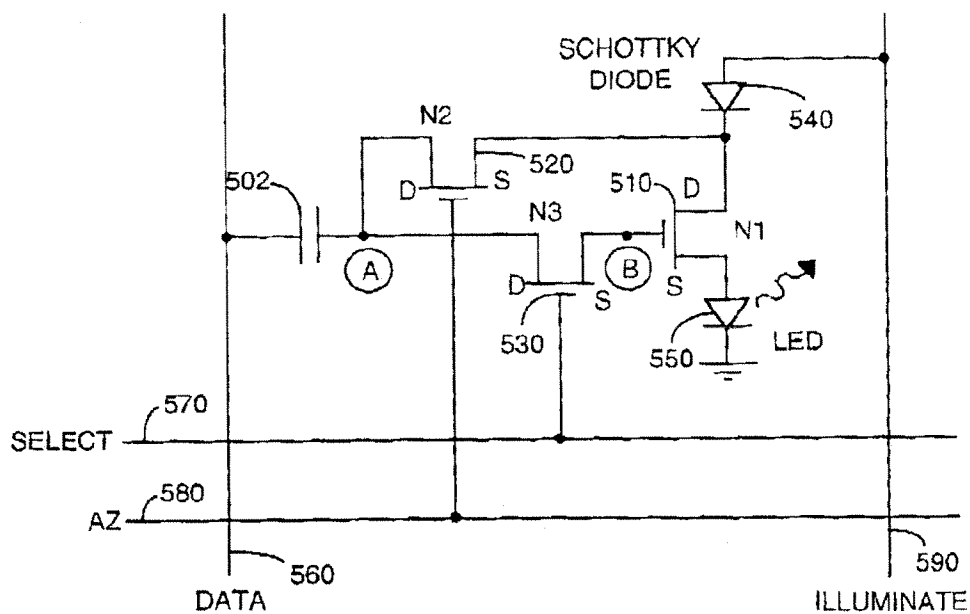 SCHOTTKY
DIODE
540
N2
520
D
S
510
D
502
N3
N1
A
B
D
S
S
530
550
LED
570
SELECT
580
AZ
560
590
DATA
ILLUMINATE